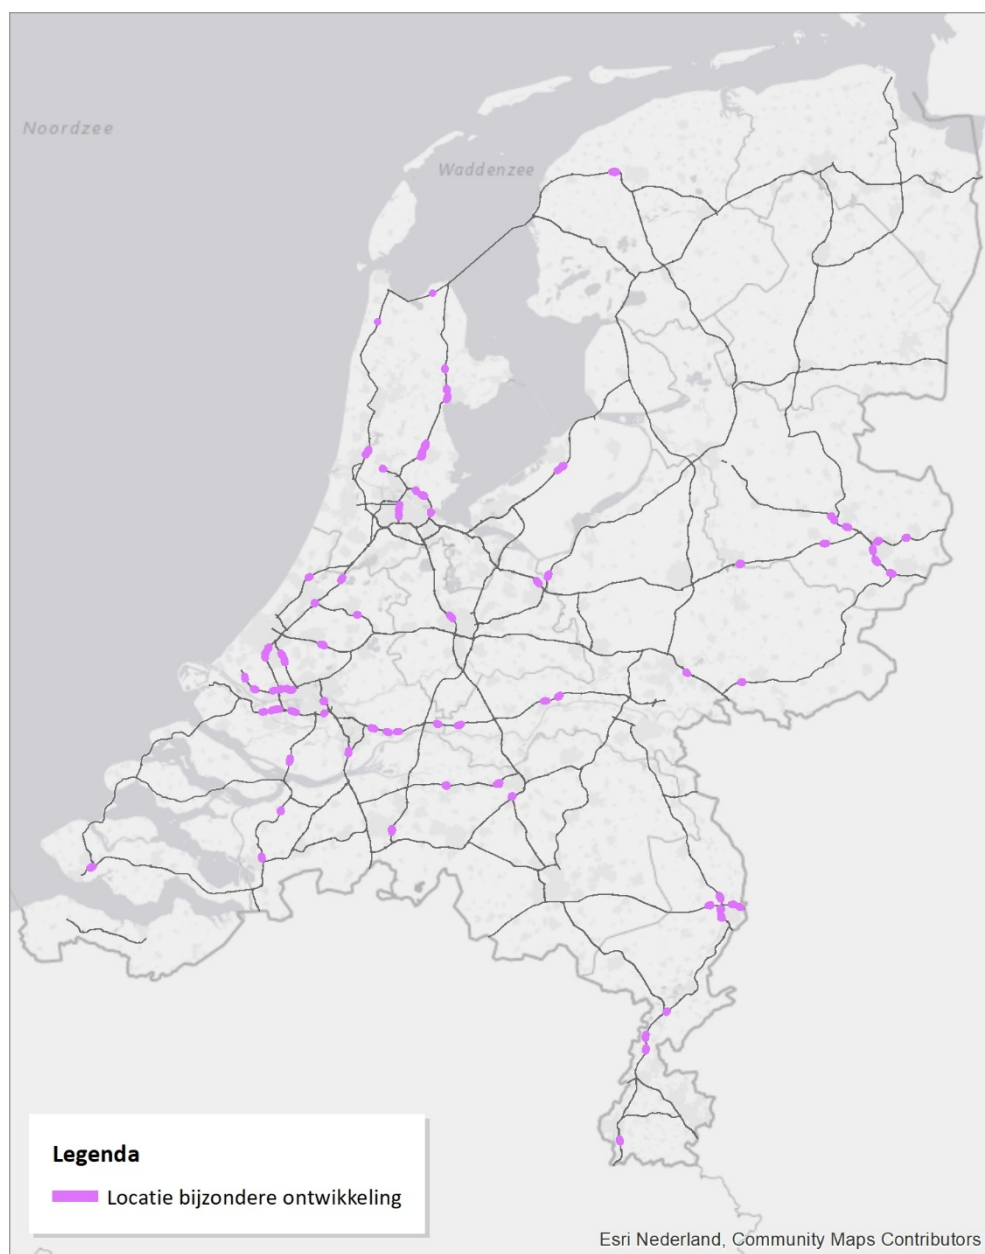 Noordzee
Waddenzee
Legenda
Locatie bijzondere ontwikkeling
Esri Nederland, Community Maps Contributors